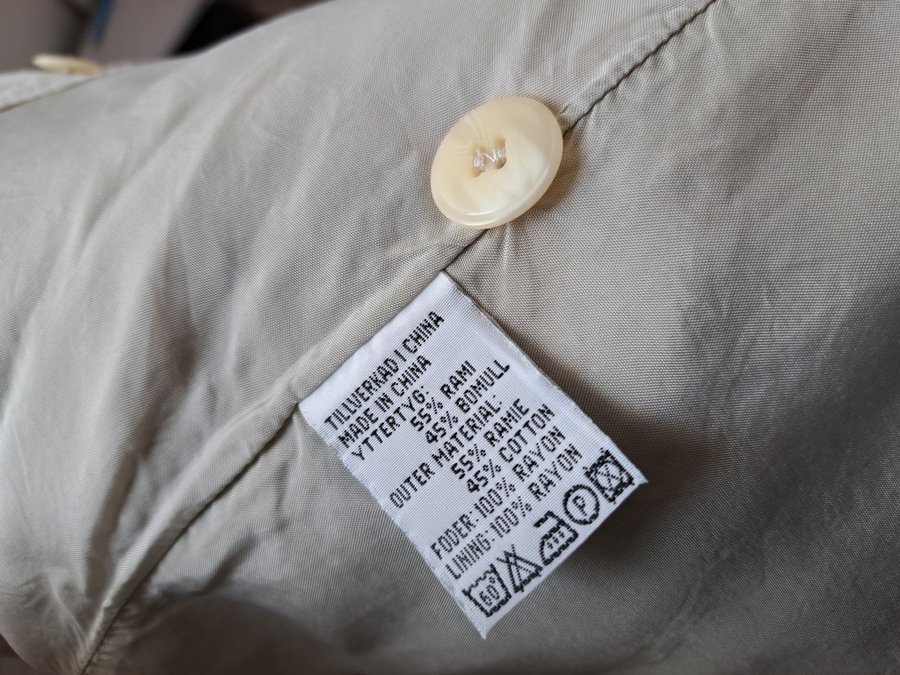 TILLVERKAD I CHINA
MADE IN CHINA
YTTERTYG:
55% RAMI
45% BOMULL
OUTER MATERIAL:
55% RAMIE
45% COTTON
FODER:100% RAYON
LINING:100% RAYON
60° P